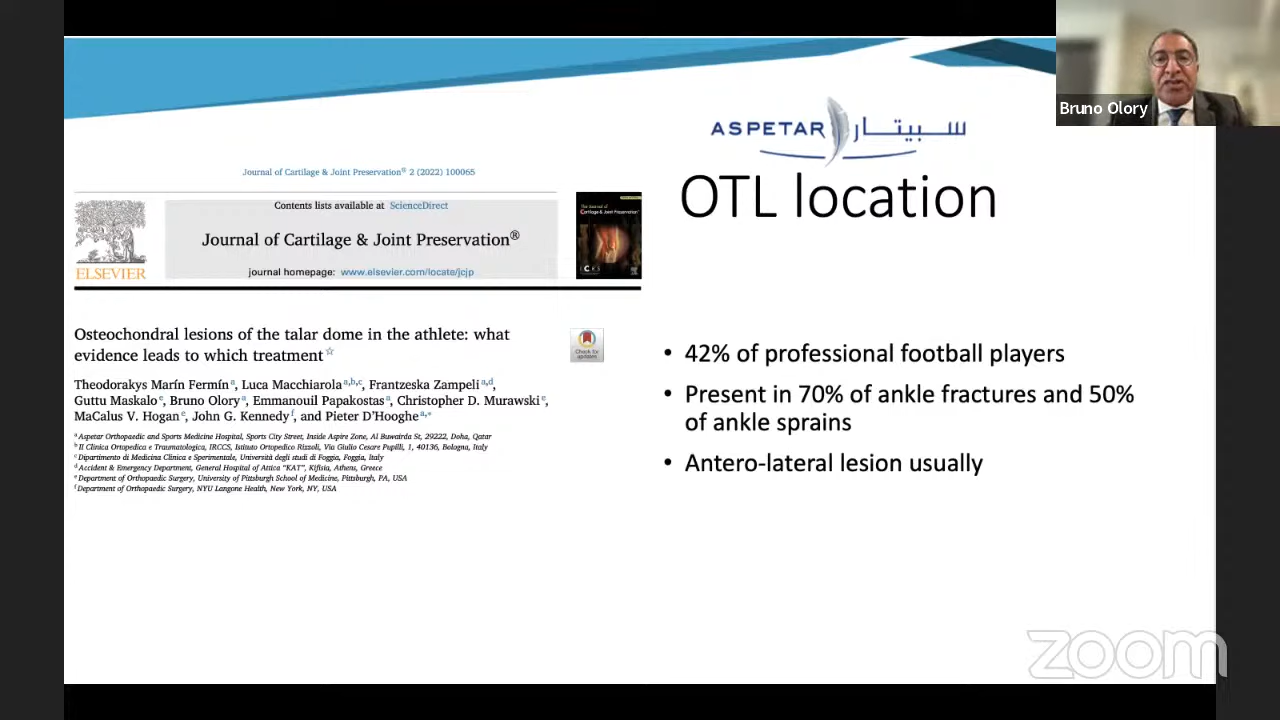 Bruno Olory
ASPETAR سبيتار
OTL location
Journal of Cartilage & Joint Preservation® 2 (2022) 100065
Contents lists available at ScienceDirect
Journal of Cartilage & Joint Preservation®
journal homepage: www.elsevier.com/locate/jcjp
ELSEVIER
Osteochondral lesions of the talar dome in the athlete: what
evidence leads to which treatment☆
Check for
updates
Theodorakys Marín Fermín a, Luca Macchiarola a,b,c, Frantzeska Zampeli a,d,
Guttu Maskalo e, Bruno Olory a, Emmanouil Papakostas a, Christopher D. Murawski e,
MaCalus V. Hogan e, John G. Kennedy f, and Pieter D'Hooghe a,*
a Aspetar Orthopaedic and Sports Medicine Hospital, Sports City Street, Inside Aspire Zone, Al Buwairda St, 29222, Doha, Qatar
b II Clinica Ortopedica e Traumatologica, IRCCS, Istituto Ortopedico Rizzoli, Via Giulio Cesare Pupilli, 1, 40136, Bologna, Italy
c Dipartimento di Medicina Clinica e Sperimentale, Università degli studi di Foggia, Foggia, Italy
d Accident & Emergency Department, General Hospital of Attica "KAT", Kifisia, Athens, Greece
e Department of Orthopaedic Surgery, University of Pittsburgh School of Medicine, Pittsburgh, PA, USA
f Department of Orthopaedic Surgery, NYU Langone Health, New York, NY, USA
• 42% of professional football players
• Present in 70% of ankle fractures and 50%
of ankle sprains
• Antero-lateral lesion usually
zoom